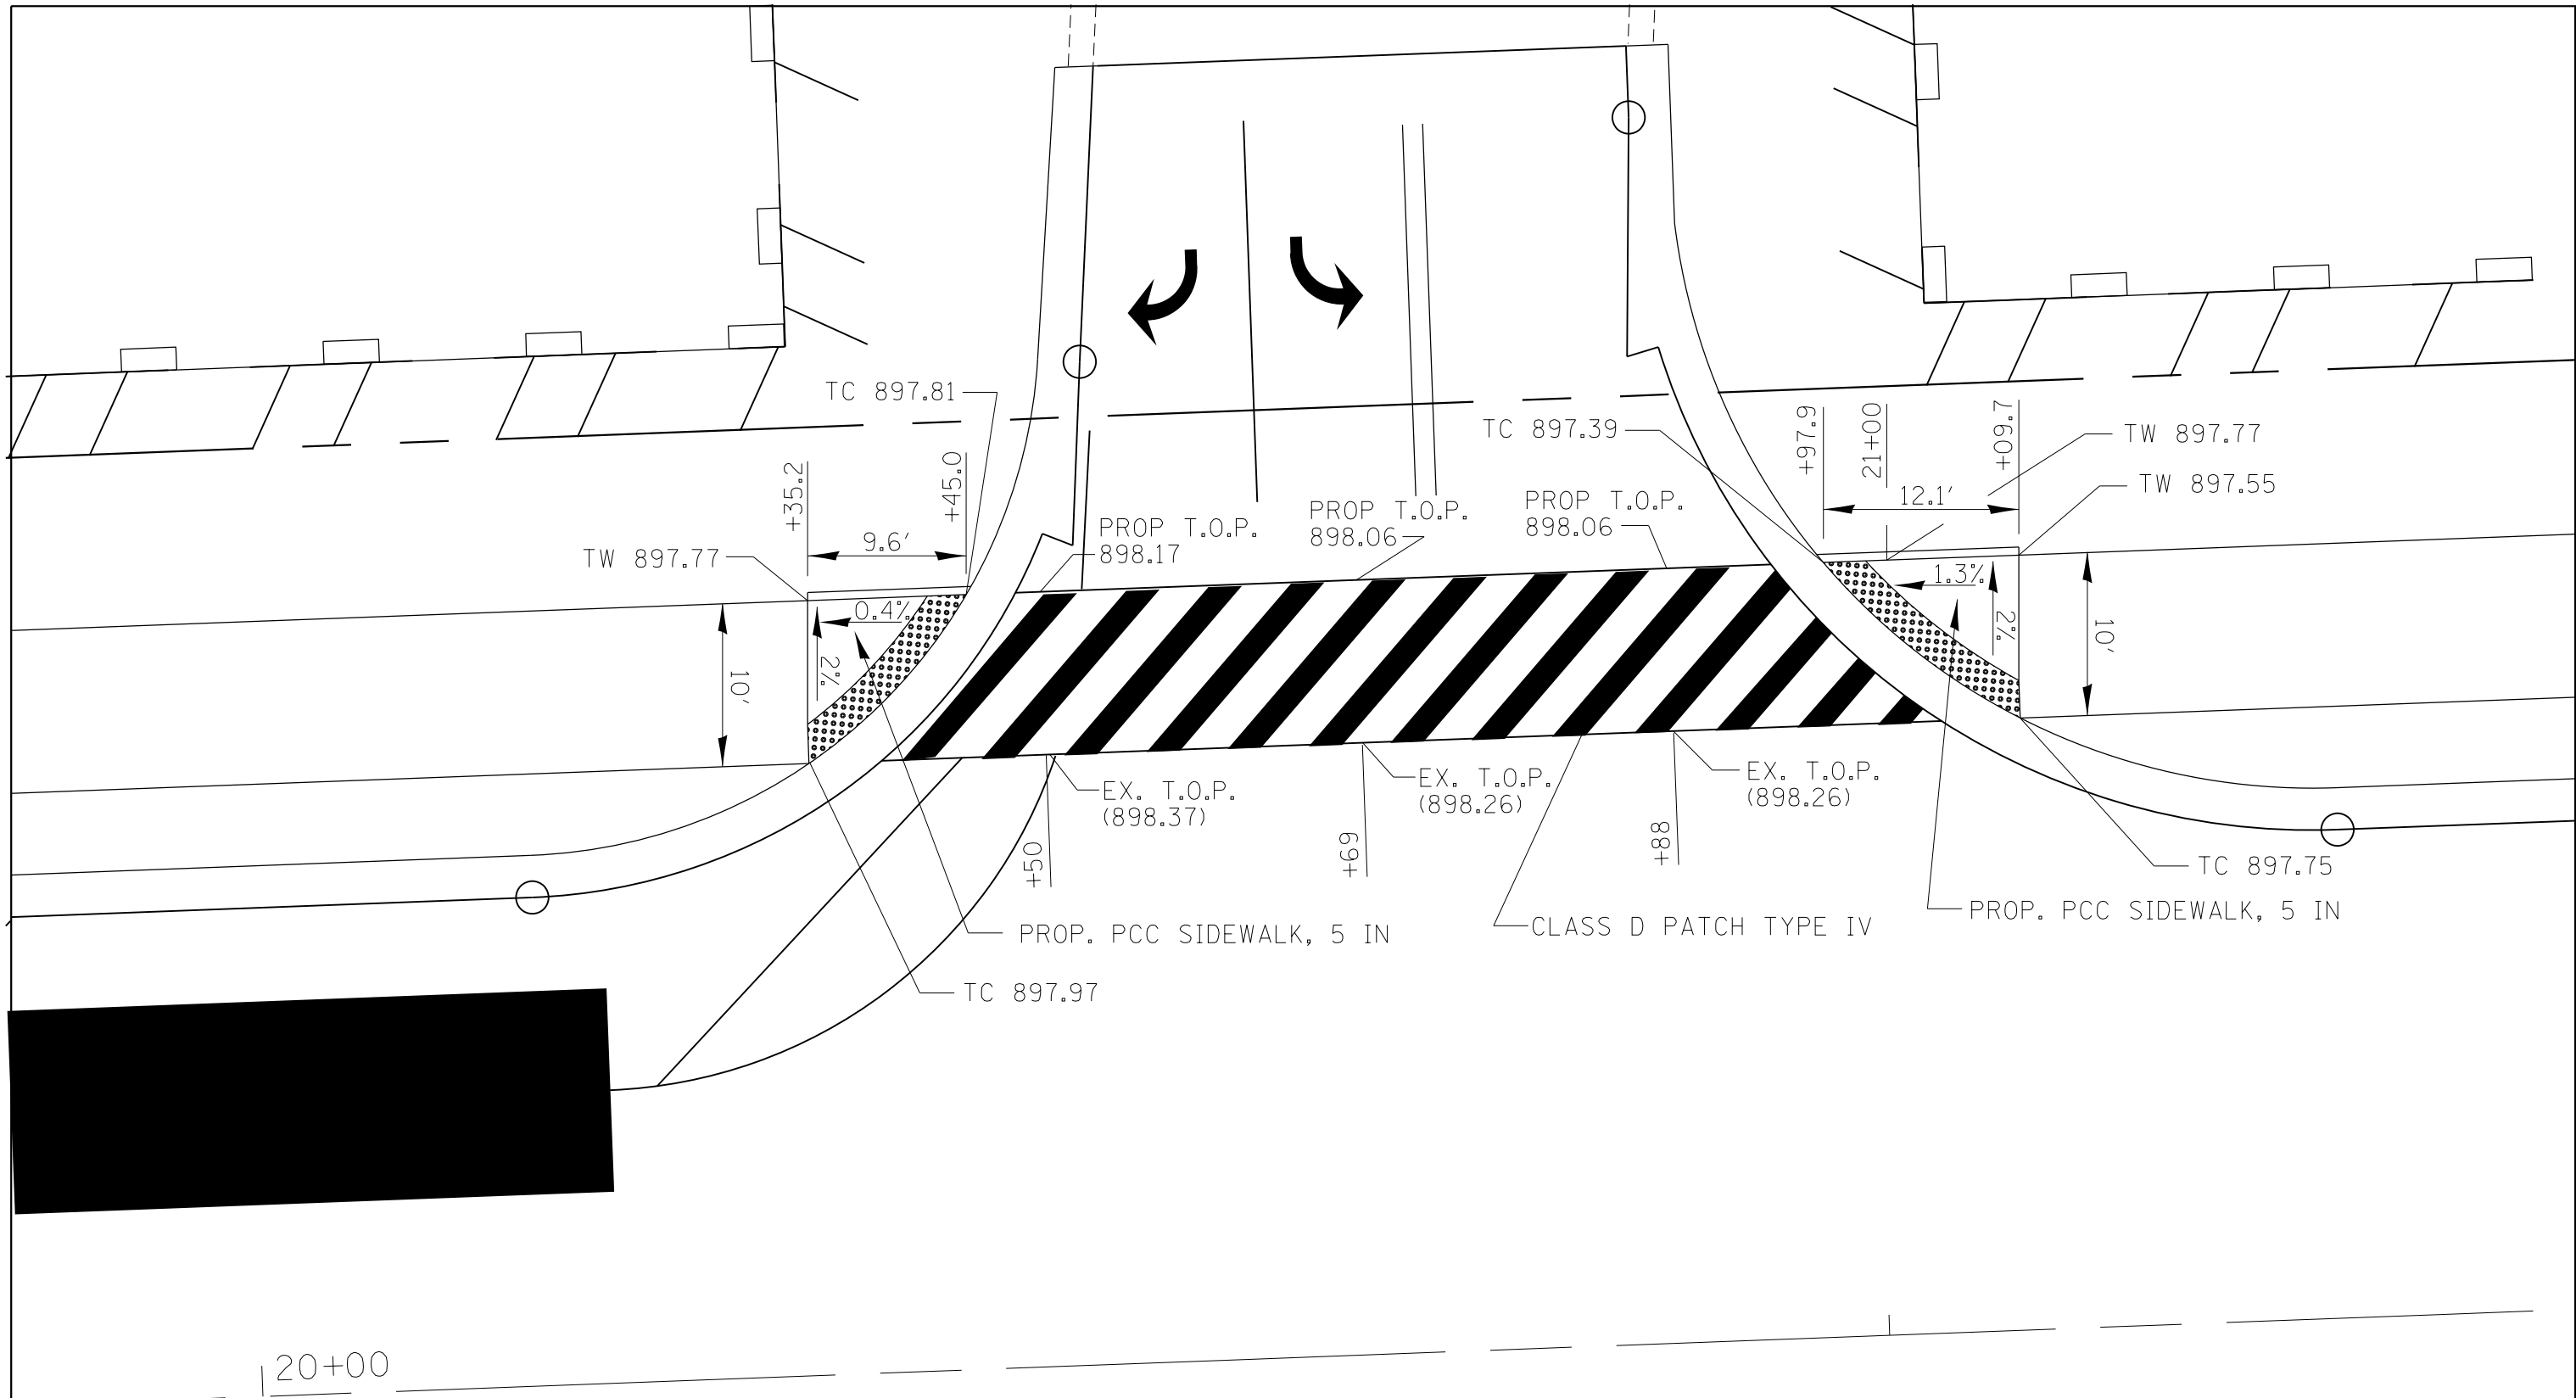 TC 897.81
TC 897.39
+97.9
21+00
+09.7
TW 897.77
TW 897.55
12.1'
+35.2
+45.0
9.6'
TW 897.77
PROP T.O.P.
898.17
PROP T.O.P.
898.06
PROP T.O.P.
898.06
0.4%
2%
10'
1.3%
2%
10'
EX. T.O.P.
(898.37)
EX. T.O.P.
(898.26)
EX. T.O.P.
(898.26)
+50
+69
+88
TC 897.75
PROP. PCC SIDEWALK, 5 IN
CLASS D PATCH TYPE IV
PROP. PCC SIDEWALK, 5 IN
TC 897.97
20+00